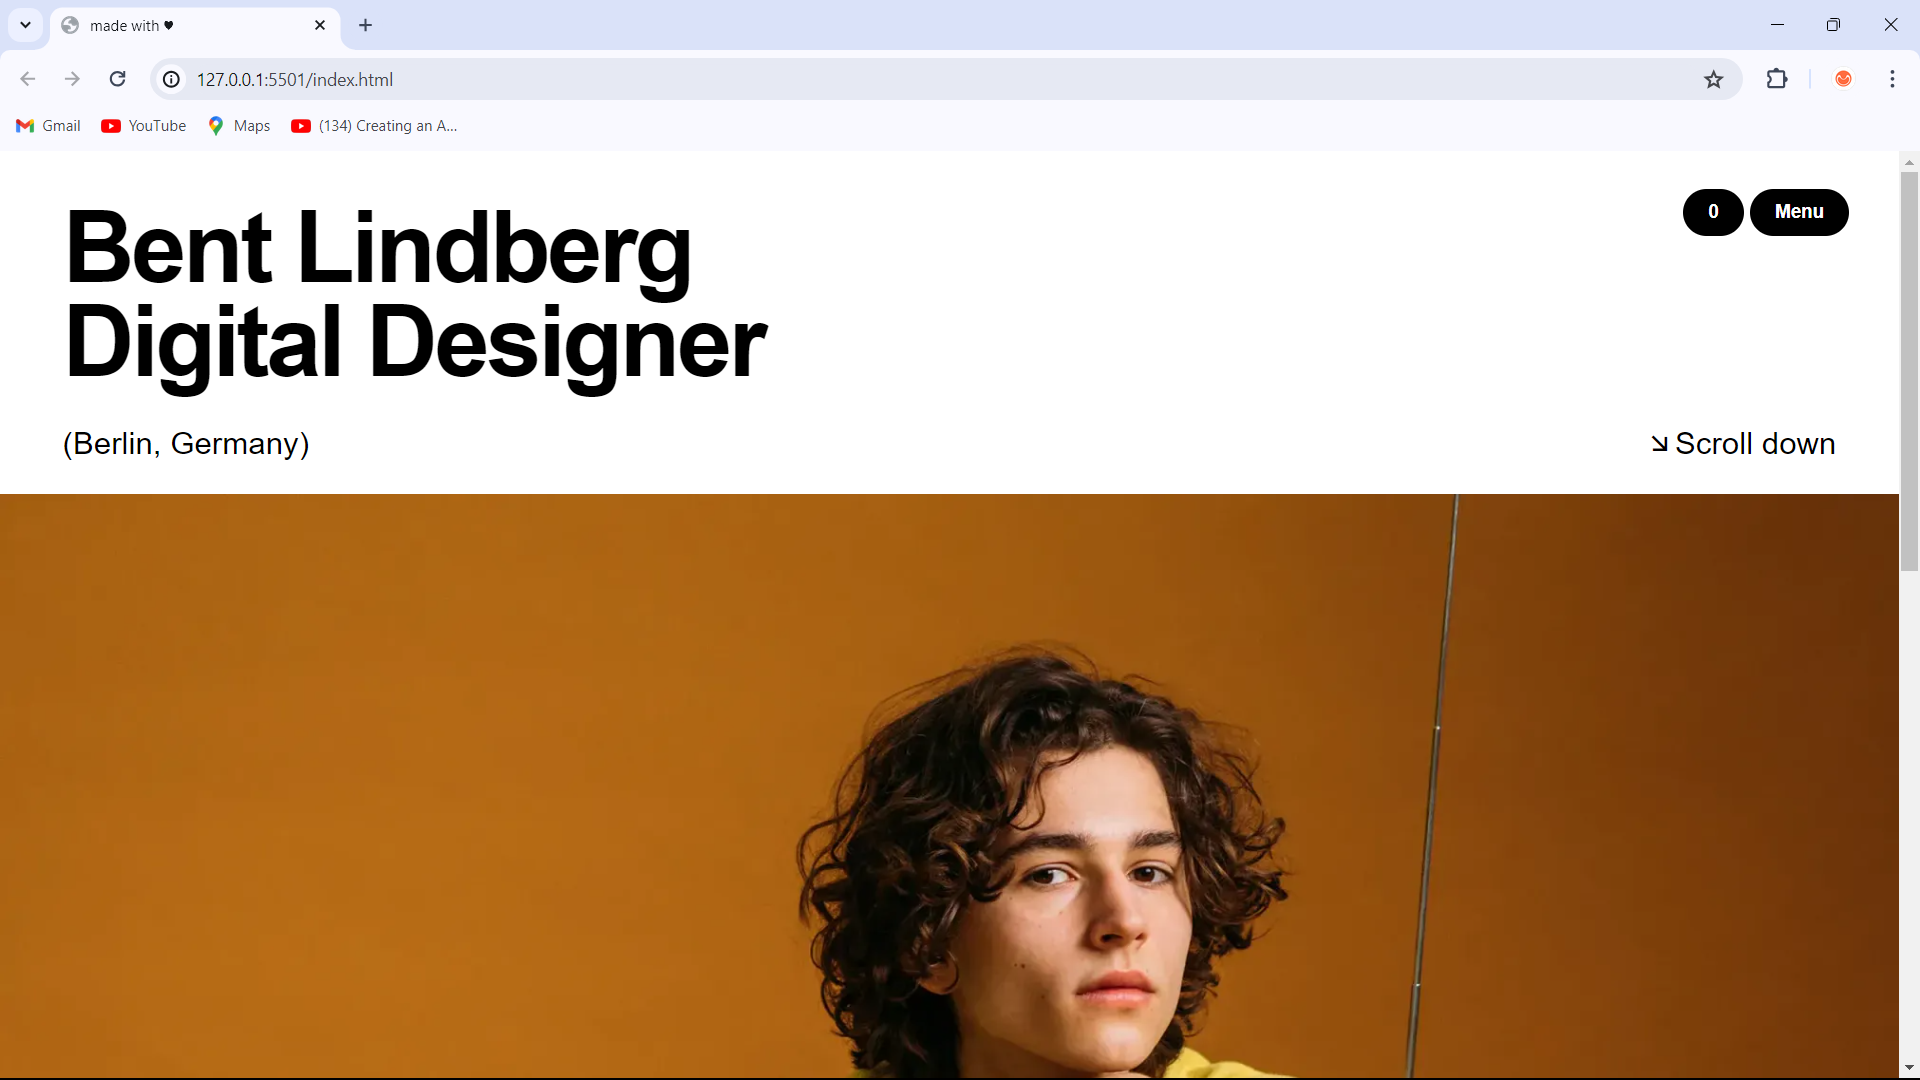 made with ♥
127.0.0.1:5501/index.html
Gmail YouTube Maps (134) Creating an A...
0 Menu
Bent Lindberg
Digital Designer
(Berlin, Germany)
↘ Scroll down